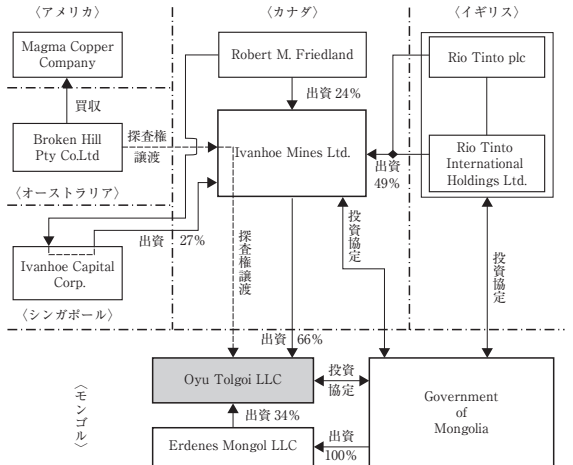 〈アメリカ〉
〈カナダ〉
〈イギリス〉
Magma Copper
Company
Robert M. Friedland
Rio Tinto plc
買収
出資 24%
Broken Hill
Pty Co.Ltd
探査権
譲渡
Ivanhoe Mines Ltd.
出資
49%
Rio Tinto
International
Holdings Ltd.
〈オーストラリア〉
出資 27%
Ivanhoe Capital
Corp.
〈シンガポール〉
探査権譲渡
投資協定
投資協定
出資 66%
〈モンゴル〉
Oyu Tolgoi LLC
投資
協定
Government
of
Mongolia
出資 34%
Erdenes Mongol LLC
出資
100%